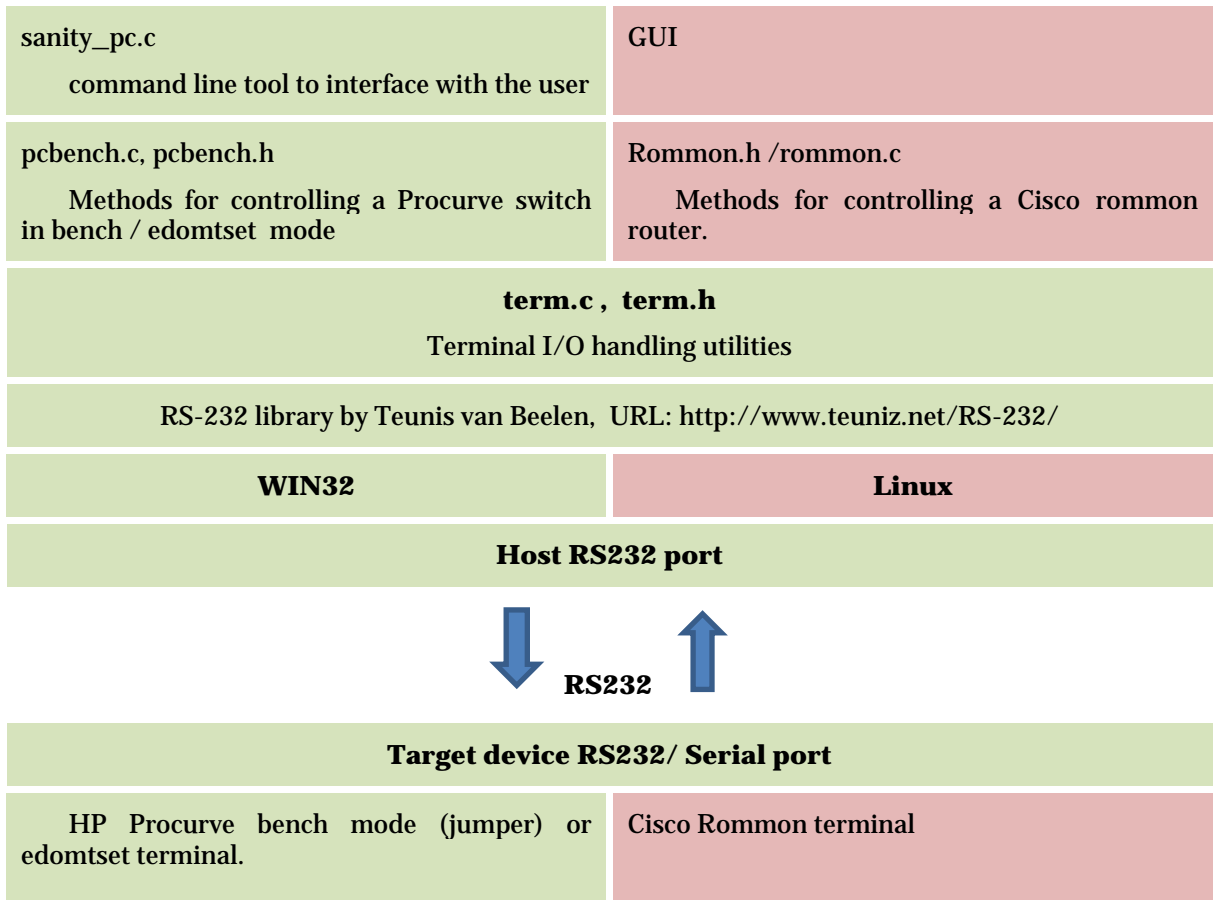 sanity_pc.c
command line tool to interface with the user
GUI
pcbench.c, pcbench.h
Methods for controlling a Procurve switch
in bench / edomtset mode
Rommon.h /rommon.c
Methods for controlling a Cisco rommon
router.
term.c , term.h
Terminal I/O handling utilities
RS-232 library by Teunis van Beelen, URL: http://www.teuniz.net/RS-232/
WIN32
Linux
Host RS232 port
RS232
Target device RS232/ Serial port
HP Procurve bench mode (jumper) or
edomtset terminal.
Cisco Rommon terminal